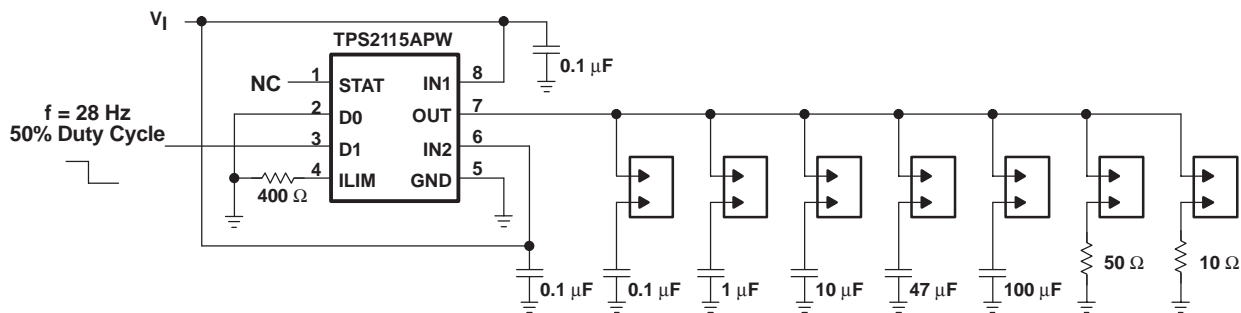 VI
TPS2115APW
0.1 µF
NC
1 STAT IN1 8
f = 28 Hz
50% Duty Cycle
2 D0 OUT 7
3 D1 IN2 6
4 ILIM GND 5
400 Ω
0.1 µF
0.1 µF
1 µF
10 µF
47 µF
100 µF
50 Ω
10 Ω